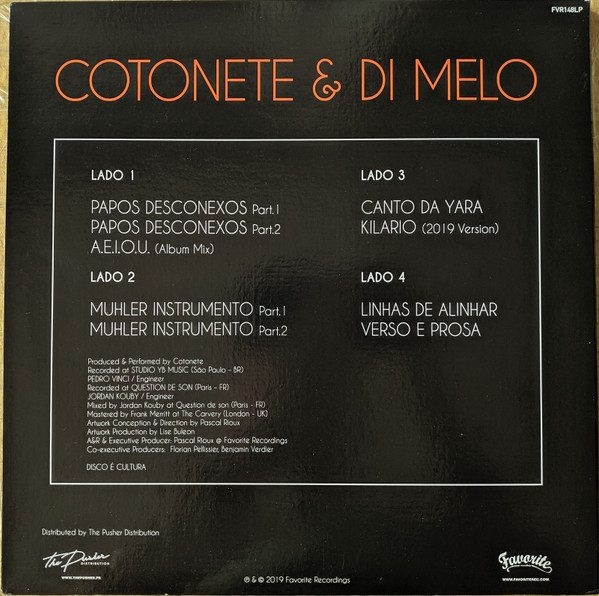 FVR148LP
COTONETE & DI MELO
LADO 1
PAPOS DESCONEXOS Part.1
PAPOS DESCONEXOS Part.2
A.E.I.O.U. (Album Mix)
LADO 2
MUHLER INSTRUMENTO Part.1
MUHLER INSTRUMENTO Part.2
LADO 3
CANTO DA YARA
KILARIO (2019 Version)
LADO 4
LINHAS DE ALINHAR
VERSO E PROSA
Produced & Performed by Cotonete
Recorded at STUDIO YB MUSIC (São Paulo - BR)
PEDRO VINCI / Engineer
Recorded at QUESTION DE SON (Paris - FR)
JORDAN KOUBY / Engineer
Mixed by Jordan Kouby at Question de son (Paris - FR)
Mastered by Frank Merritt at The Carvery (London - UK)
Artwork Conception & Direction by Pascal Rioux
Artwork Production by Lise Buleon
A&R & Executive Producer: Pascal Rioux @ Favorite Recordings
Co-executive Producers: Florian Pellissier, Benjamin Verdier
DISCO É CULTURA
Distributed by The Pusher Distribution
The Pusher
DISTRIBUTION
WWW.THEPUSHER.FR
℗ & © 2019 Favorite Recordings
Favorite
WWW.FAVORITEREC.COM